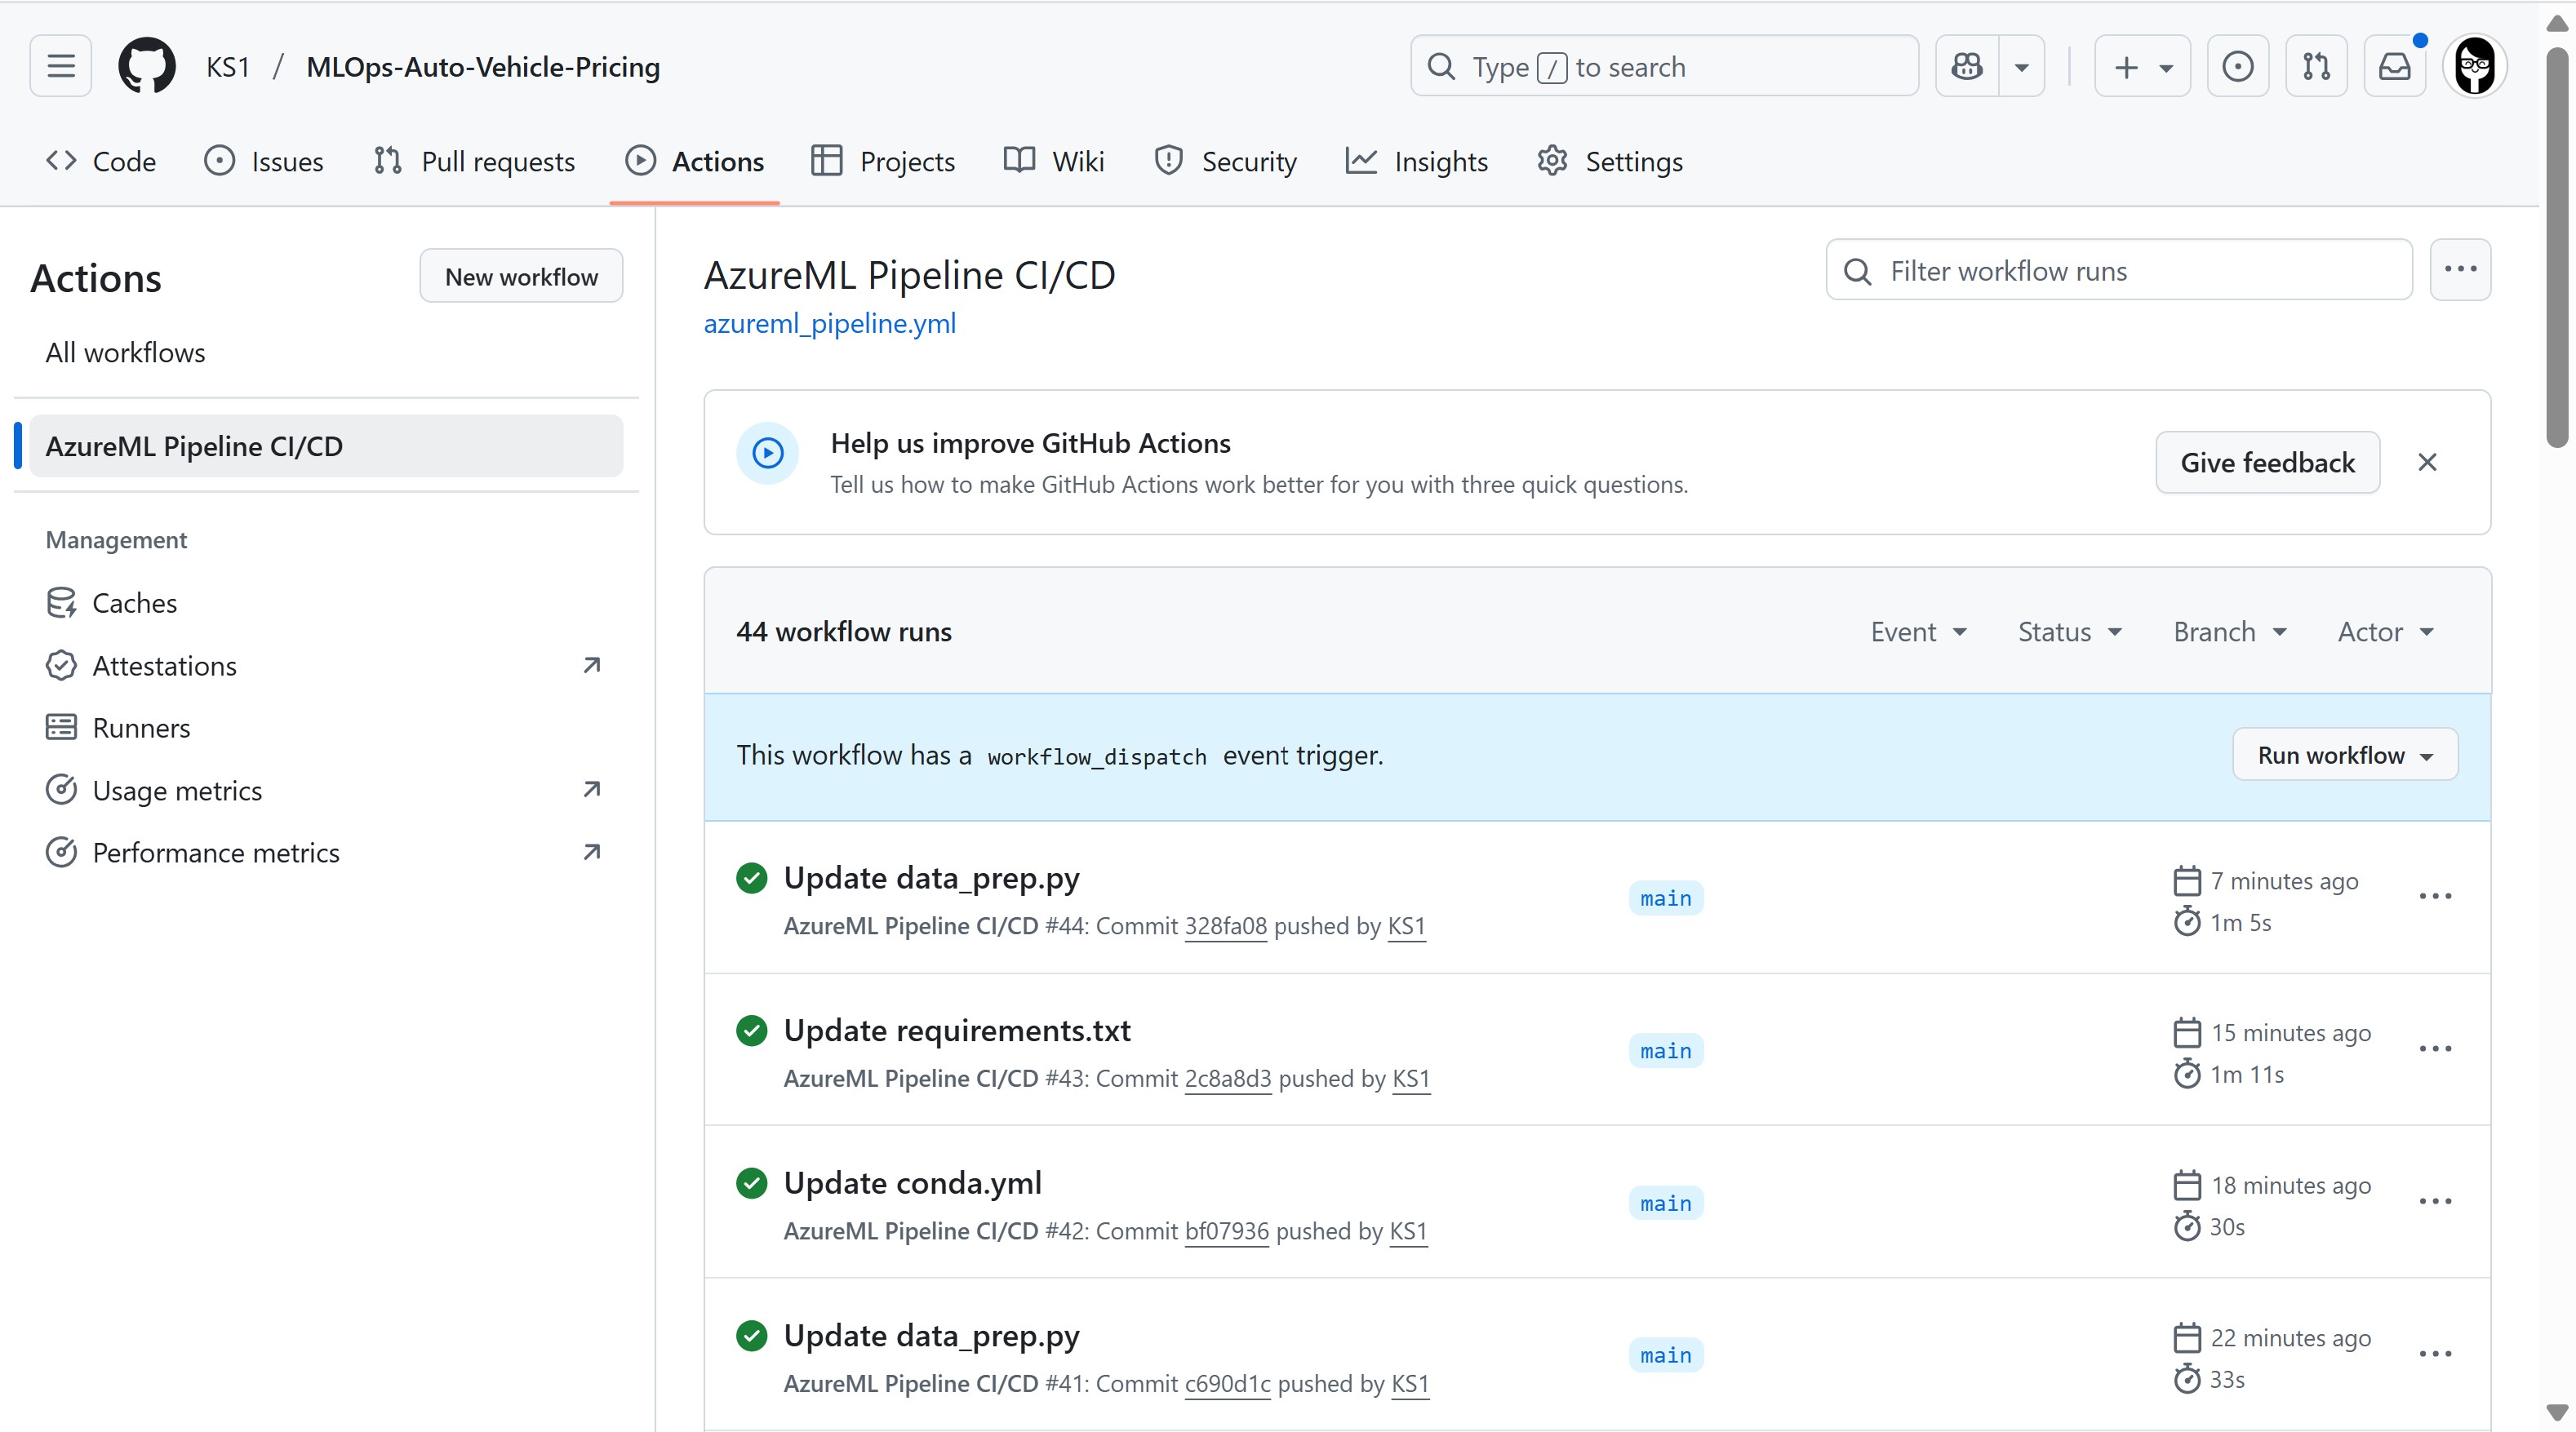 KS1 / MLOps-Auto-Vehicle-Pricing
Type / to search
Code Issues Pull requests Actions Projects Wiki Security Insights Settings
Actions
New workflow
All workflows
AzureML Pipeline CI/CD
Management
Caches
Attestations
Runners
Usage metrics
Performance metrics
AzureML Pipeline CI/CD
azureml_pipeline.yml
Filter workflow runs
Help us improve GitHub Actions
Tell us how to make GitHub Actions work better for you with three quick questions.
Give feedback
44 workflow runs
Event Status Branch Actor
This workflow has a workflow_dispatch event trigger.
Run workflow
Update data_prep.py
AzureML Pipeline CI/CD #44: Commit 328fa08 pushed by KS1
main
7 minutes ago
1m 5s
Update requirements.txt
AzureML Pipeline CI/CD #43: Commit 2c8a8d3 pushed by KS1
main
15 minutes ago
1m 11s
Update conda.yml
AzureML Pipeline CI/CD #42: Commit bf07936 pushed by KS1
main
18 minutes ago
30s
Update data_prep.py
AzureML Pipeline CI/CD #41: Commit c690d1c pushed by KS1
main
22 minutes ago
33s